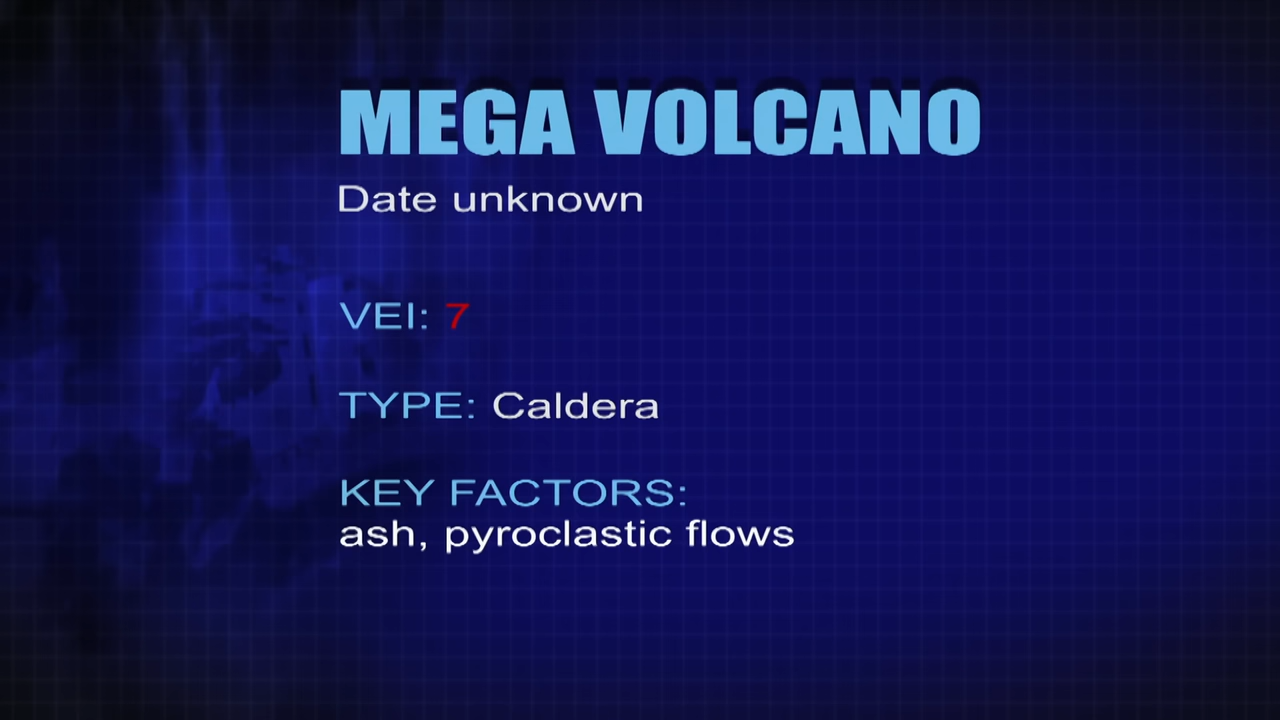 MEGA VOLCANO
Date unknown
VEI: 7
TYPE: Caldera
KEY FACTORS:
ash, pyroclastic flows